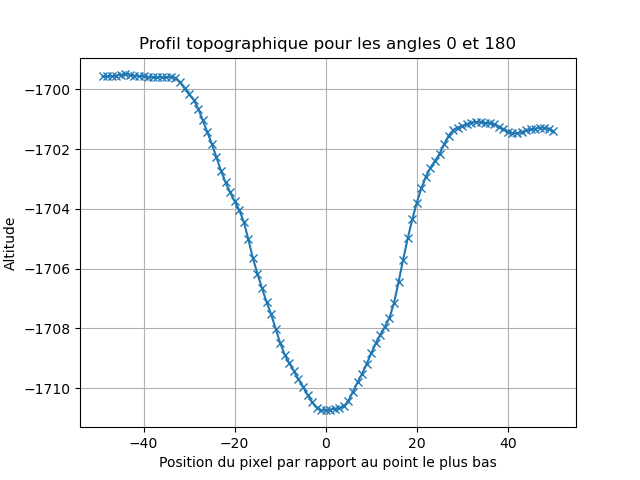 Profil topographique pour les angles 0 et 180
Altitude
−1700
−1702
−1704
−1706
−1708
−1710
−40 −20 0 20 40
Position du pixel par rapport au point le plus bas